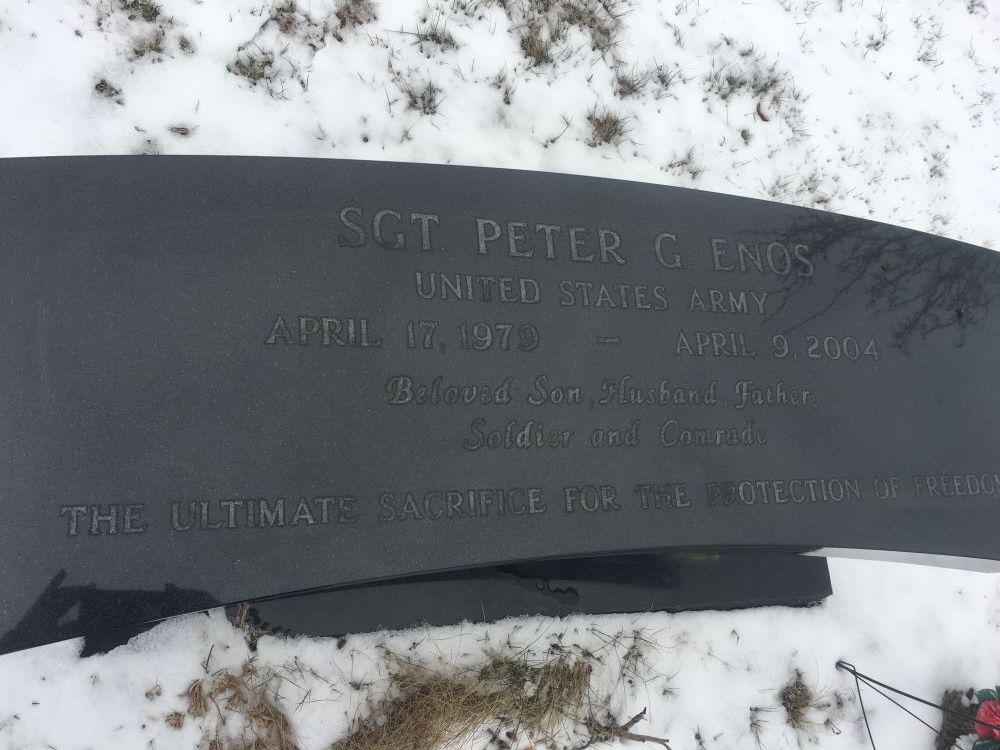 SGT. PETER G. ENOS
UNITED STATES ARMY
APRIL 17, 1979 – APRIL 9, 2004
Beloved Son, Husband, Father,
Soldier and Comrade
THE ULTIMATE SACRIFICE FOR THE PROTECTION OF FREEDOM